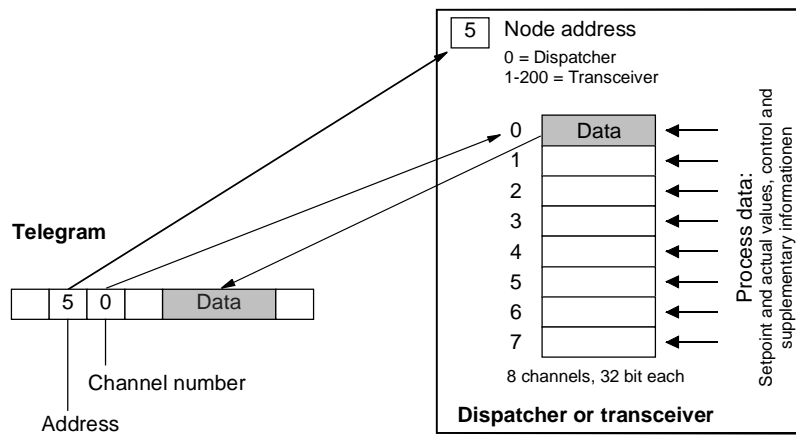 5 Node address
0 = Dispatcher
1-200 = Transceiver
0 Data
1
2
3
4
5
6
7
8 channels, 32 bit each
Dispatcher or transceiver
Process data:
Setpoint and actual values, control and
supplementary informationen
Telegram
5 0 Data
Channel number
Address